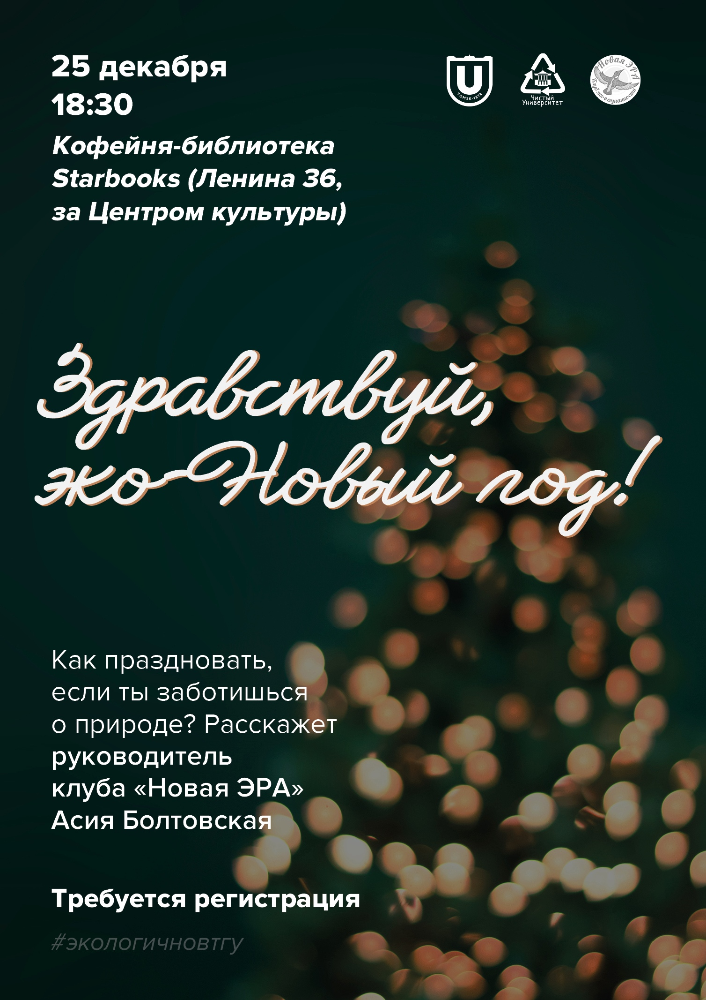 25 декабря
18:30
Кофейня-библиотека
Starbooks (Ленина 36,
за Центром культуры)
U
TOMSK·1878
Чистый
Университет
Новая ЭРА
Клуб эко-осознанности
Здравствуй,
эко-Новый год!
Как праздновать,
если ты заботишься
о природе? Расскажет
руководитель
клуба «Новая ЭРА»
Асия Болтовская
Требуется регистрация
#экологичновтгу